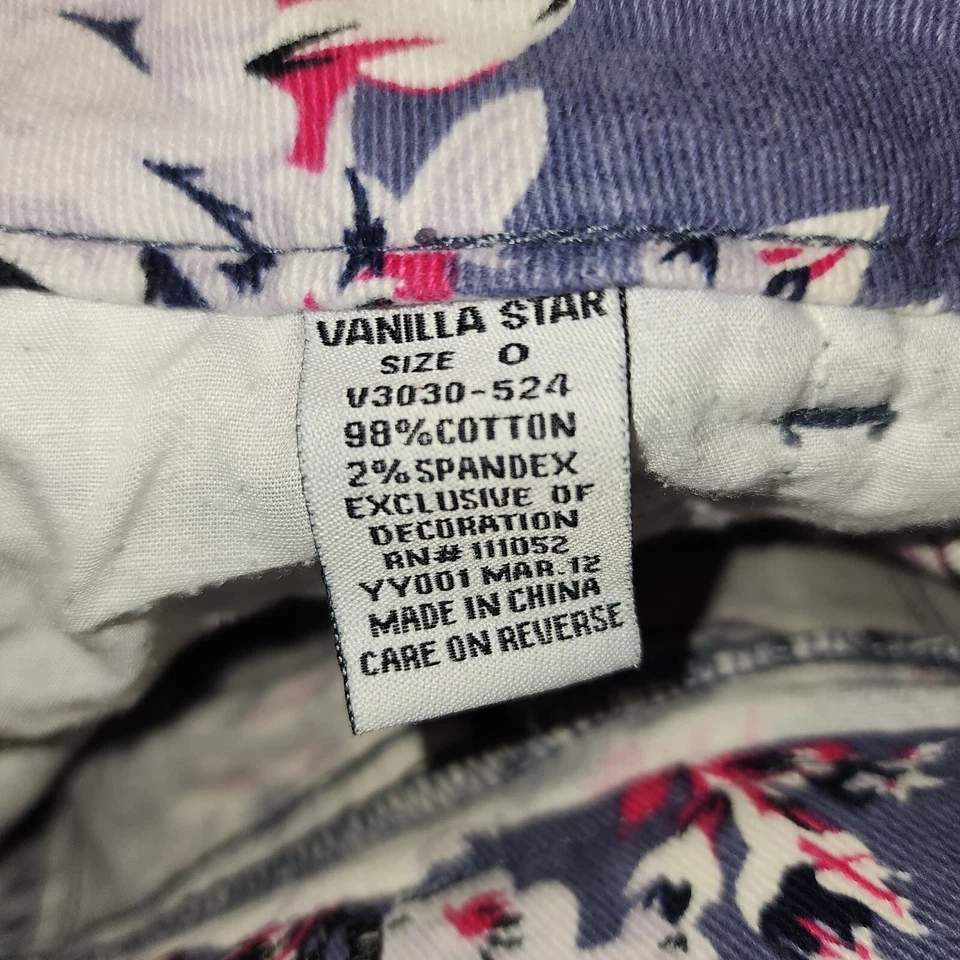 VANILLA STAR
SIZE 0
V3030-524
98%COTTON
2%SPANDEX
EXCLUSIVE OF
DECORATION
RN# 111052
YY001 MAR.12
MADE IN CHINA
CARE ON REVERSE